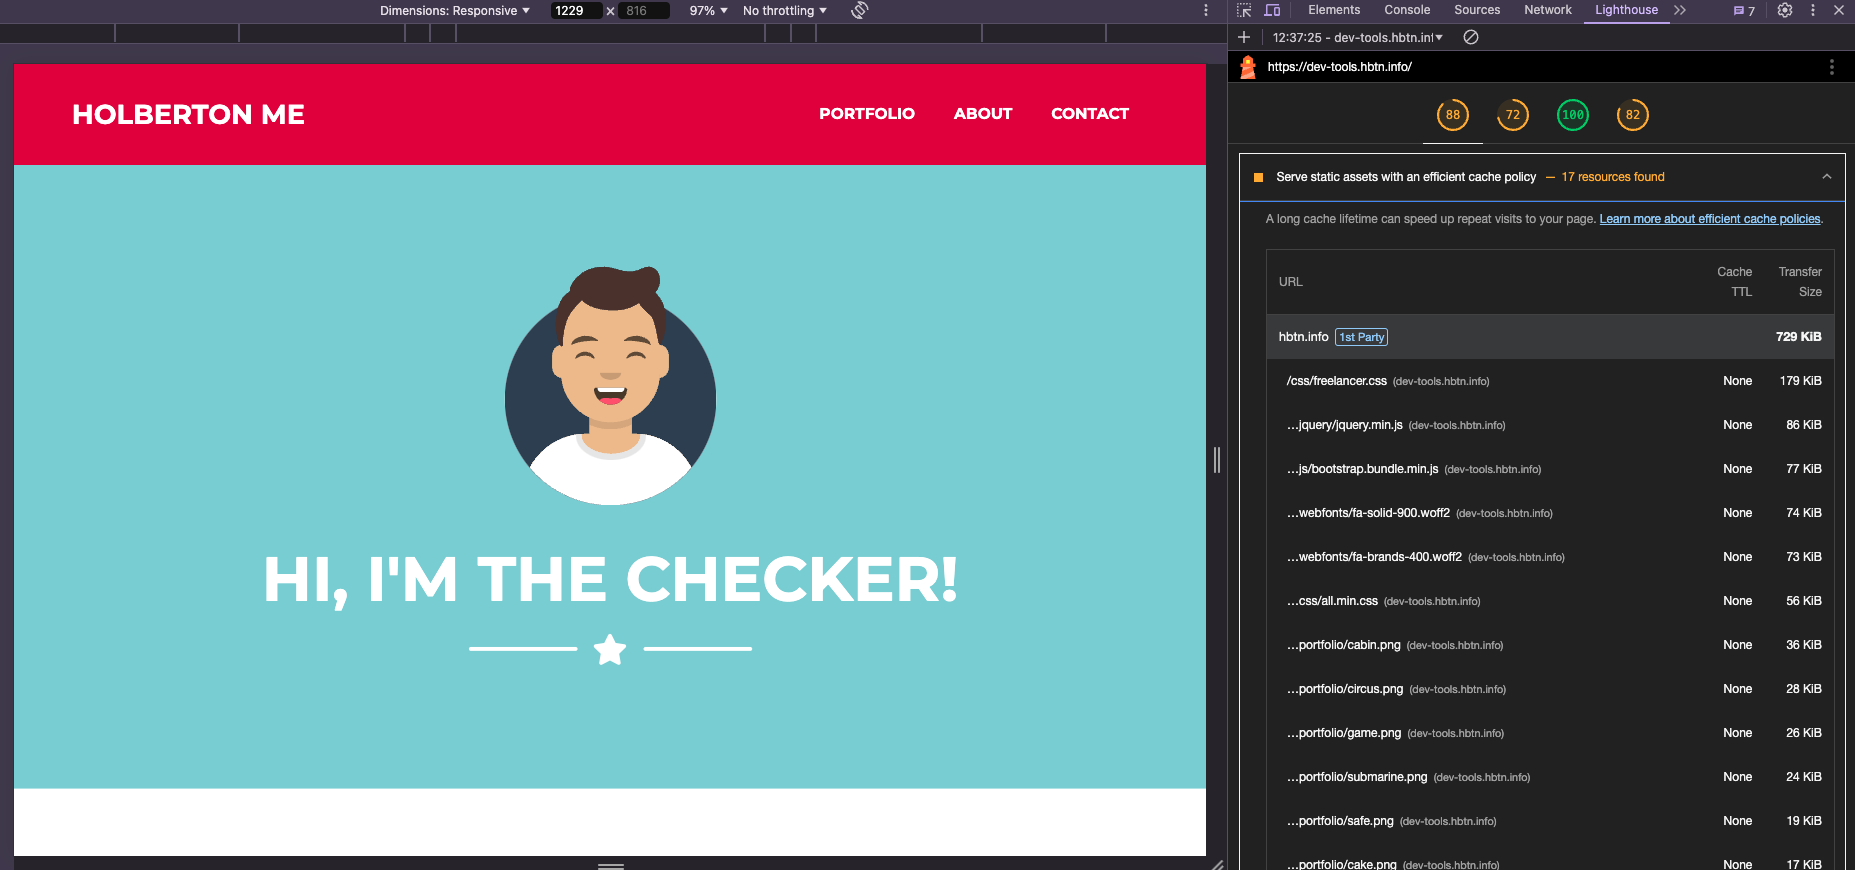 Dimensions: Responsive ▼ 1229 x 816 97% ▼ No throttling ▼
Elements Console Sources Network Lighthouse 7
12:37:25 - dev-tools.hbtn.inf ▼
https://dev-tools.hbtn.info/
88 72 100 82
Serve static assets with an efficient cache policy — 17 resources found
A long cache lifetime can speed up repeat visits to your page. Learn more about efficient cache policies.
URL Cache TTL Transfer Size
hbtn.info 1st Party 729 KiB
/css/freelancer.css (dev-tools.hbtn.info) None 179 KiB
…jquery/jquery.min.js (dev-tools.hbtn.info) None 86 KiB
…js/bootstrap.bundle.min.js (dev-tools.hbtn.info) None 77 KiB
…webfonts/fa-solid-900.woff2 (dev-tools.hbtn.info) None 74 KiB
…webfonts/fa-brands-400.woff2 (dev-tools.hbtn.info) None 73 KiB
…css/all.min.css (dev-tools.hbtn.info) None 56 KiB
…portfolio/cabin.png (dev-tools.hbtn.info) None 36 KiB
…portfolio/circus.png (dev-tools.hbtn.info) None 28 KiB
…portfolio/game.png (dev-tools.hbtn.info) None 26 KiB
…portfolio/submarine.png (dev-tools.hbtn.info) None 24 KiB
…portfolio/safe.png (dev-tools.hbtn.info) None 19 KiB
…portfolio/cake.png (dev-tools.hbtn.info) None 17 KiB
HOLBERTON ME
PORTFOLIO ABOUT CONTACT
HI, I'M THE CHECKER!